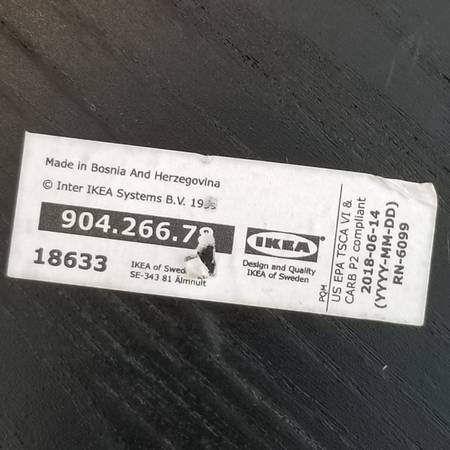 Made in Bosnia And Herzegovina
© Inter IKEA Systems B.V.
904.266.78
18633
IKEA of
SE-343 81 Älmhult
IKEA
Design and Quality
IKEA of Sweden
PQM
US EPA TSCA VI &
CARB P2 compliant
2018-06-14
(YYYY-MM-DD)
RN-6099